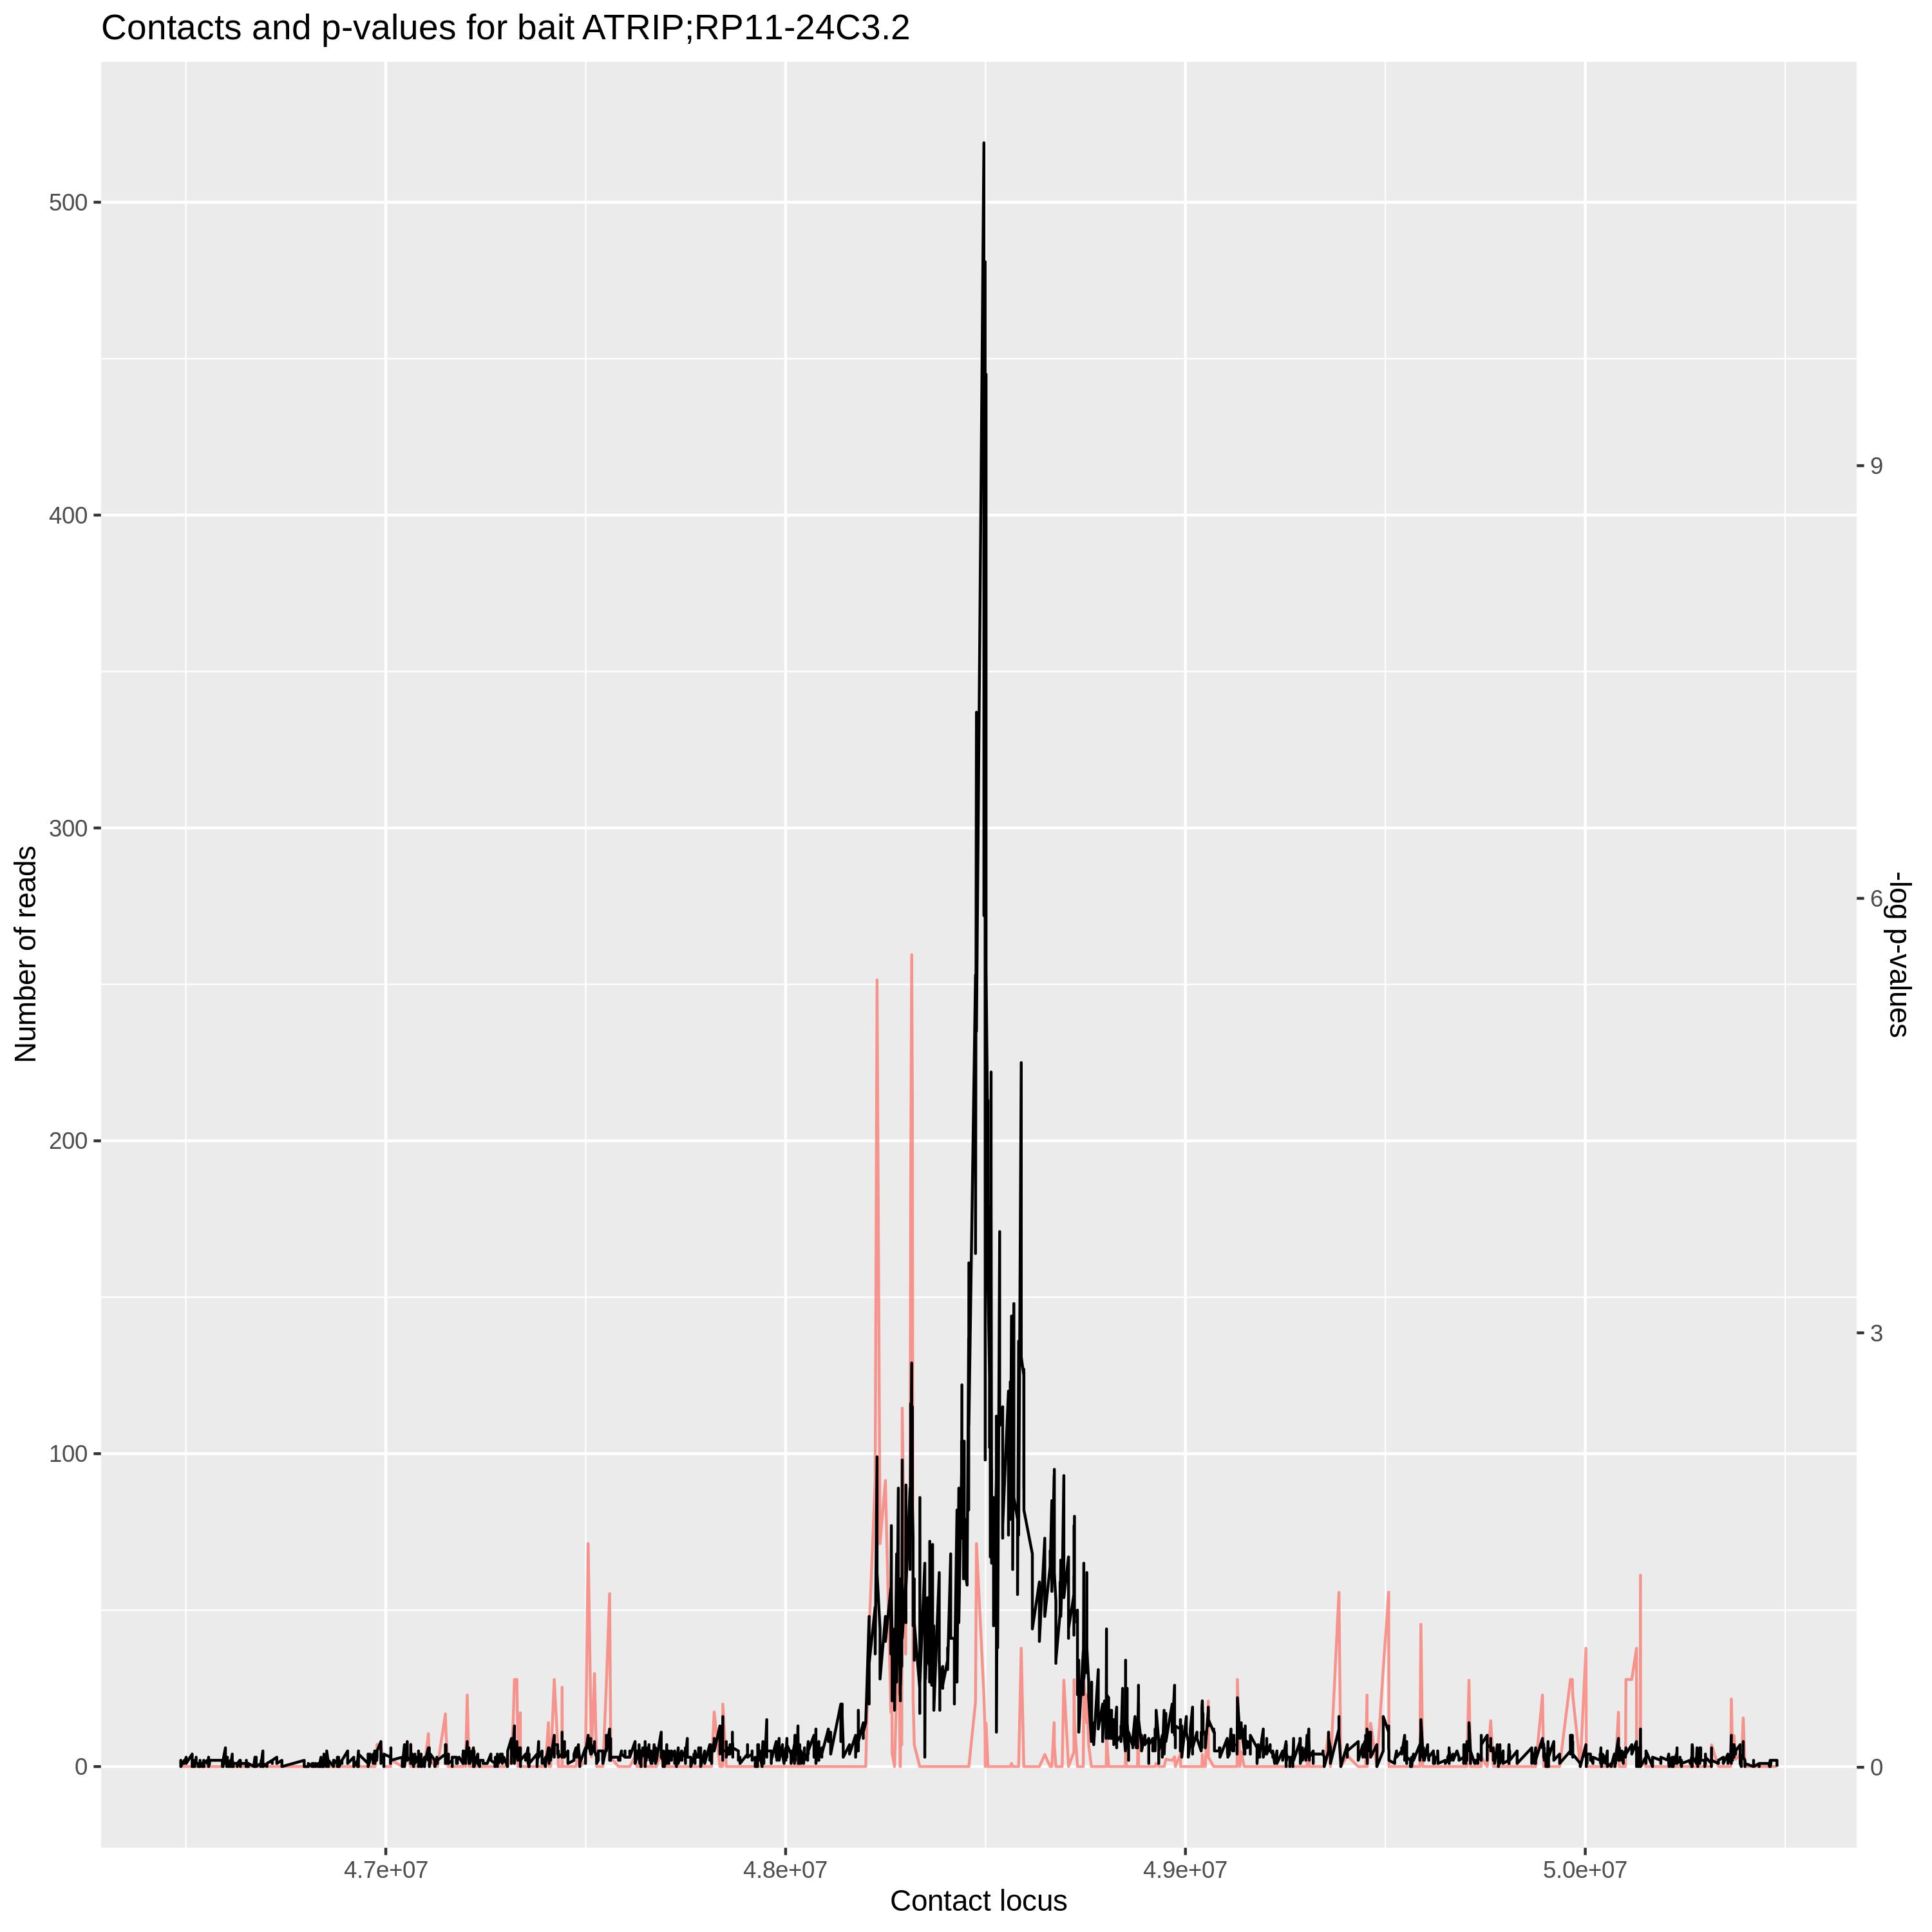 Contacts and p-values for bait ATRIP;RP11-24C3.2
500
400
300
200
100
0
Number of reads
9
6
3
0
-log p-values
4.7e+07
4.8e+07
4.9e+07
5.0e+07
Contact locus